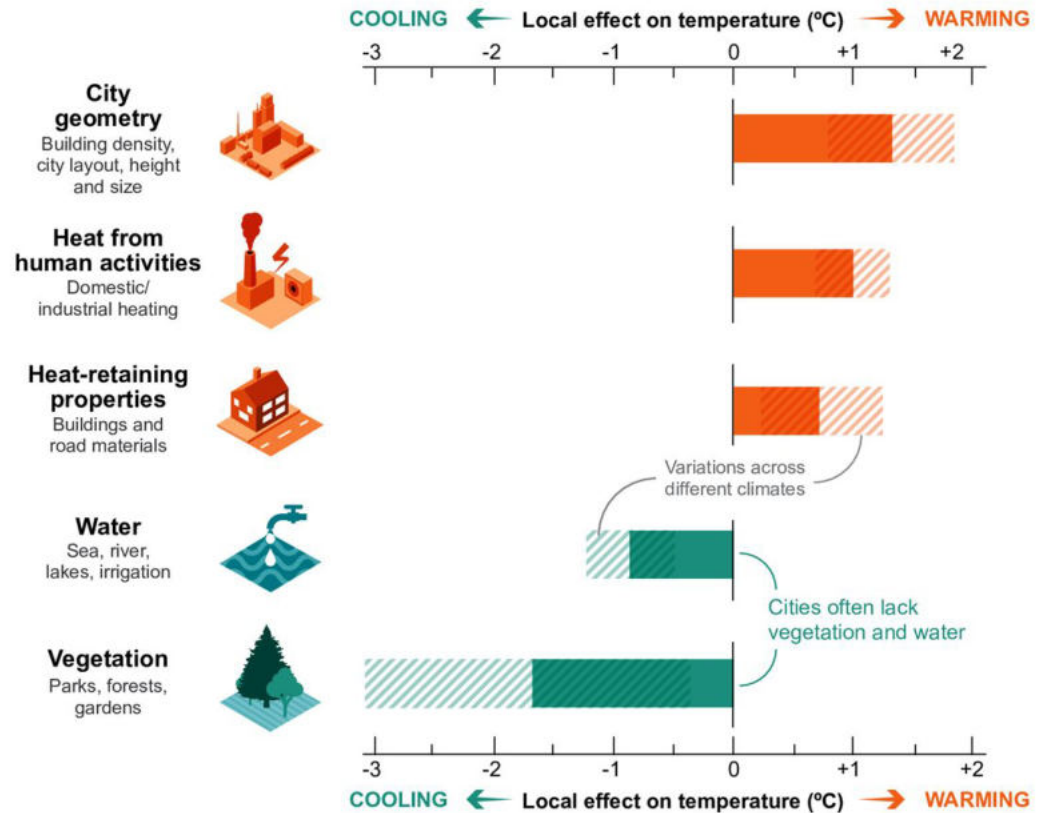 COOLING ← Local effect on temperature (ºC) → WARMING
-3 -2 -1 0 +1 +2
City
geometry
Building density,
city layout, height
and size
Heat from
human activities
Domestic/
industrial heating
Heat-retaining
properties
Buildings and
road materials
Variations across
different climates
Water
Sea, river,
lakes, irrigation
Cities often lack
vegetation and water
Vegetation
Parks, forests,
gardens
-3 -2 -1 0 +1 +2
COOLING ← Local effect on temperature (ºC) → WARMING